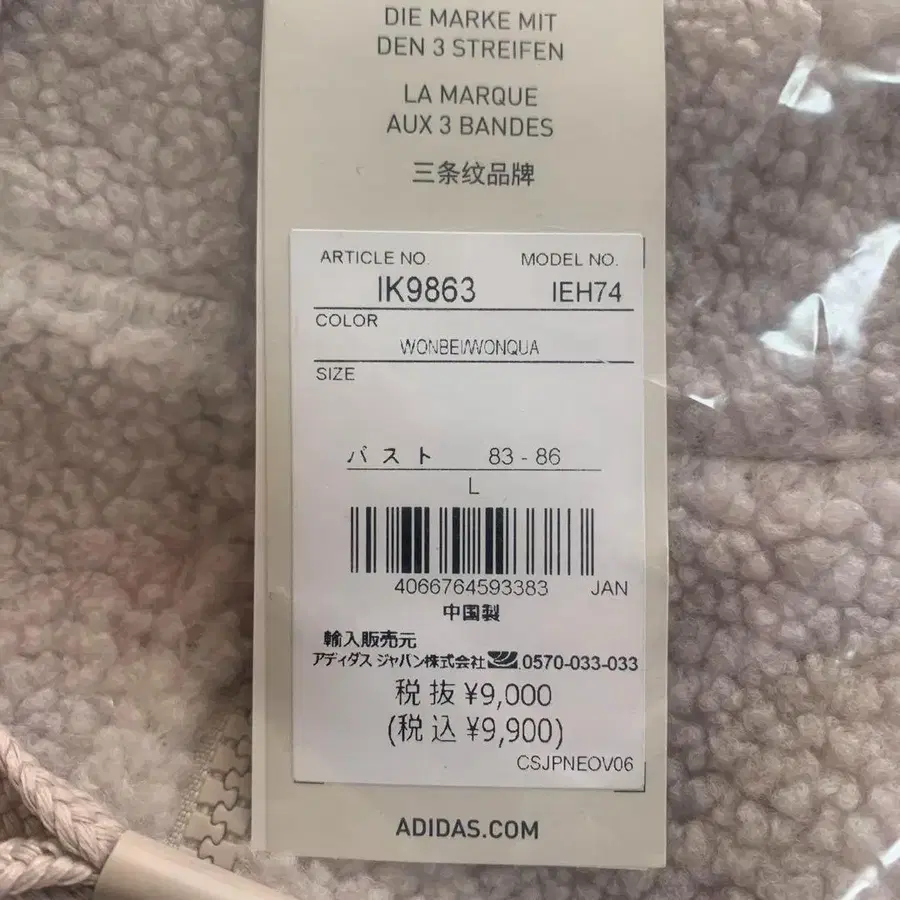 DIE MARKE MIT
DEN 3 STREIFEN
LA MARQUE
AUX 3 BANDES
三条纹品牌
ARTICLE NO. MODEL NO.
IK9863 IEH74
COLOR
WONBEI/WONQUA
SIZE
バスト 83 - 86
L
4066764593383 JAN
中国製
輸入販売元
アディダス ジャパン株式会社 0570-033-033
税抜 ¥9,000
(税込 ¥9,900)
CSJPNEOV06
ADIDAS.COM